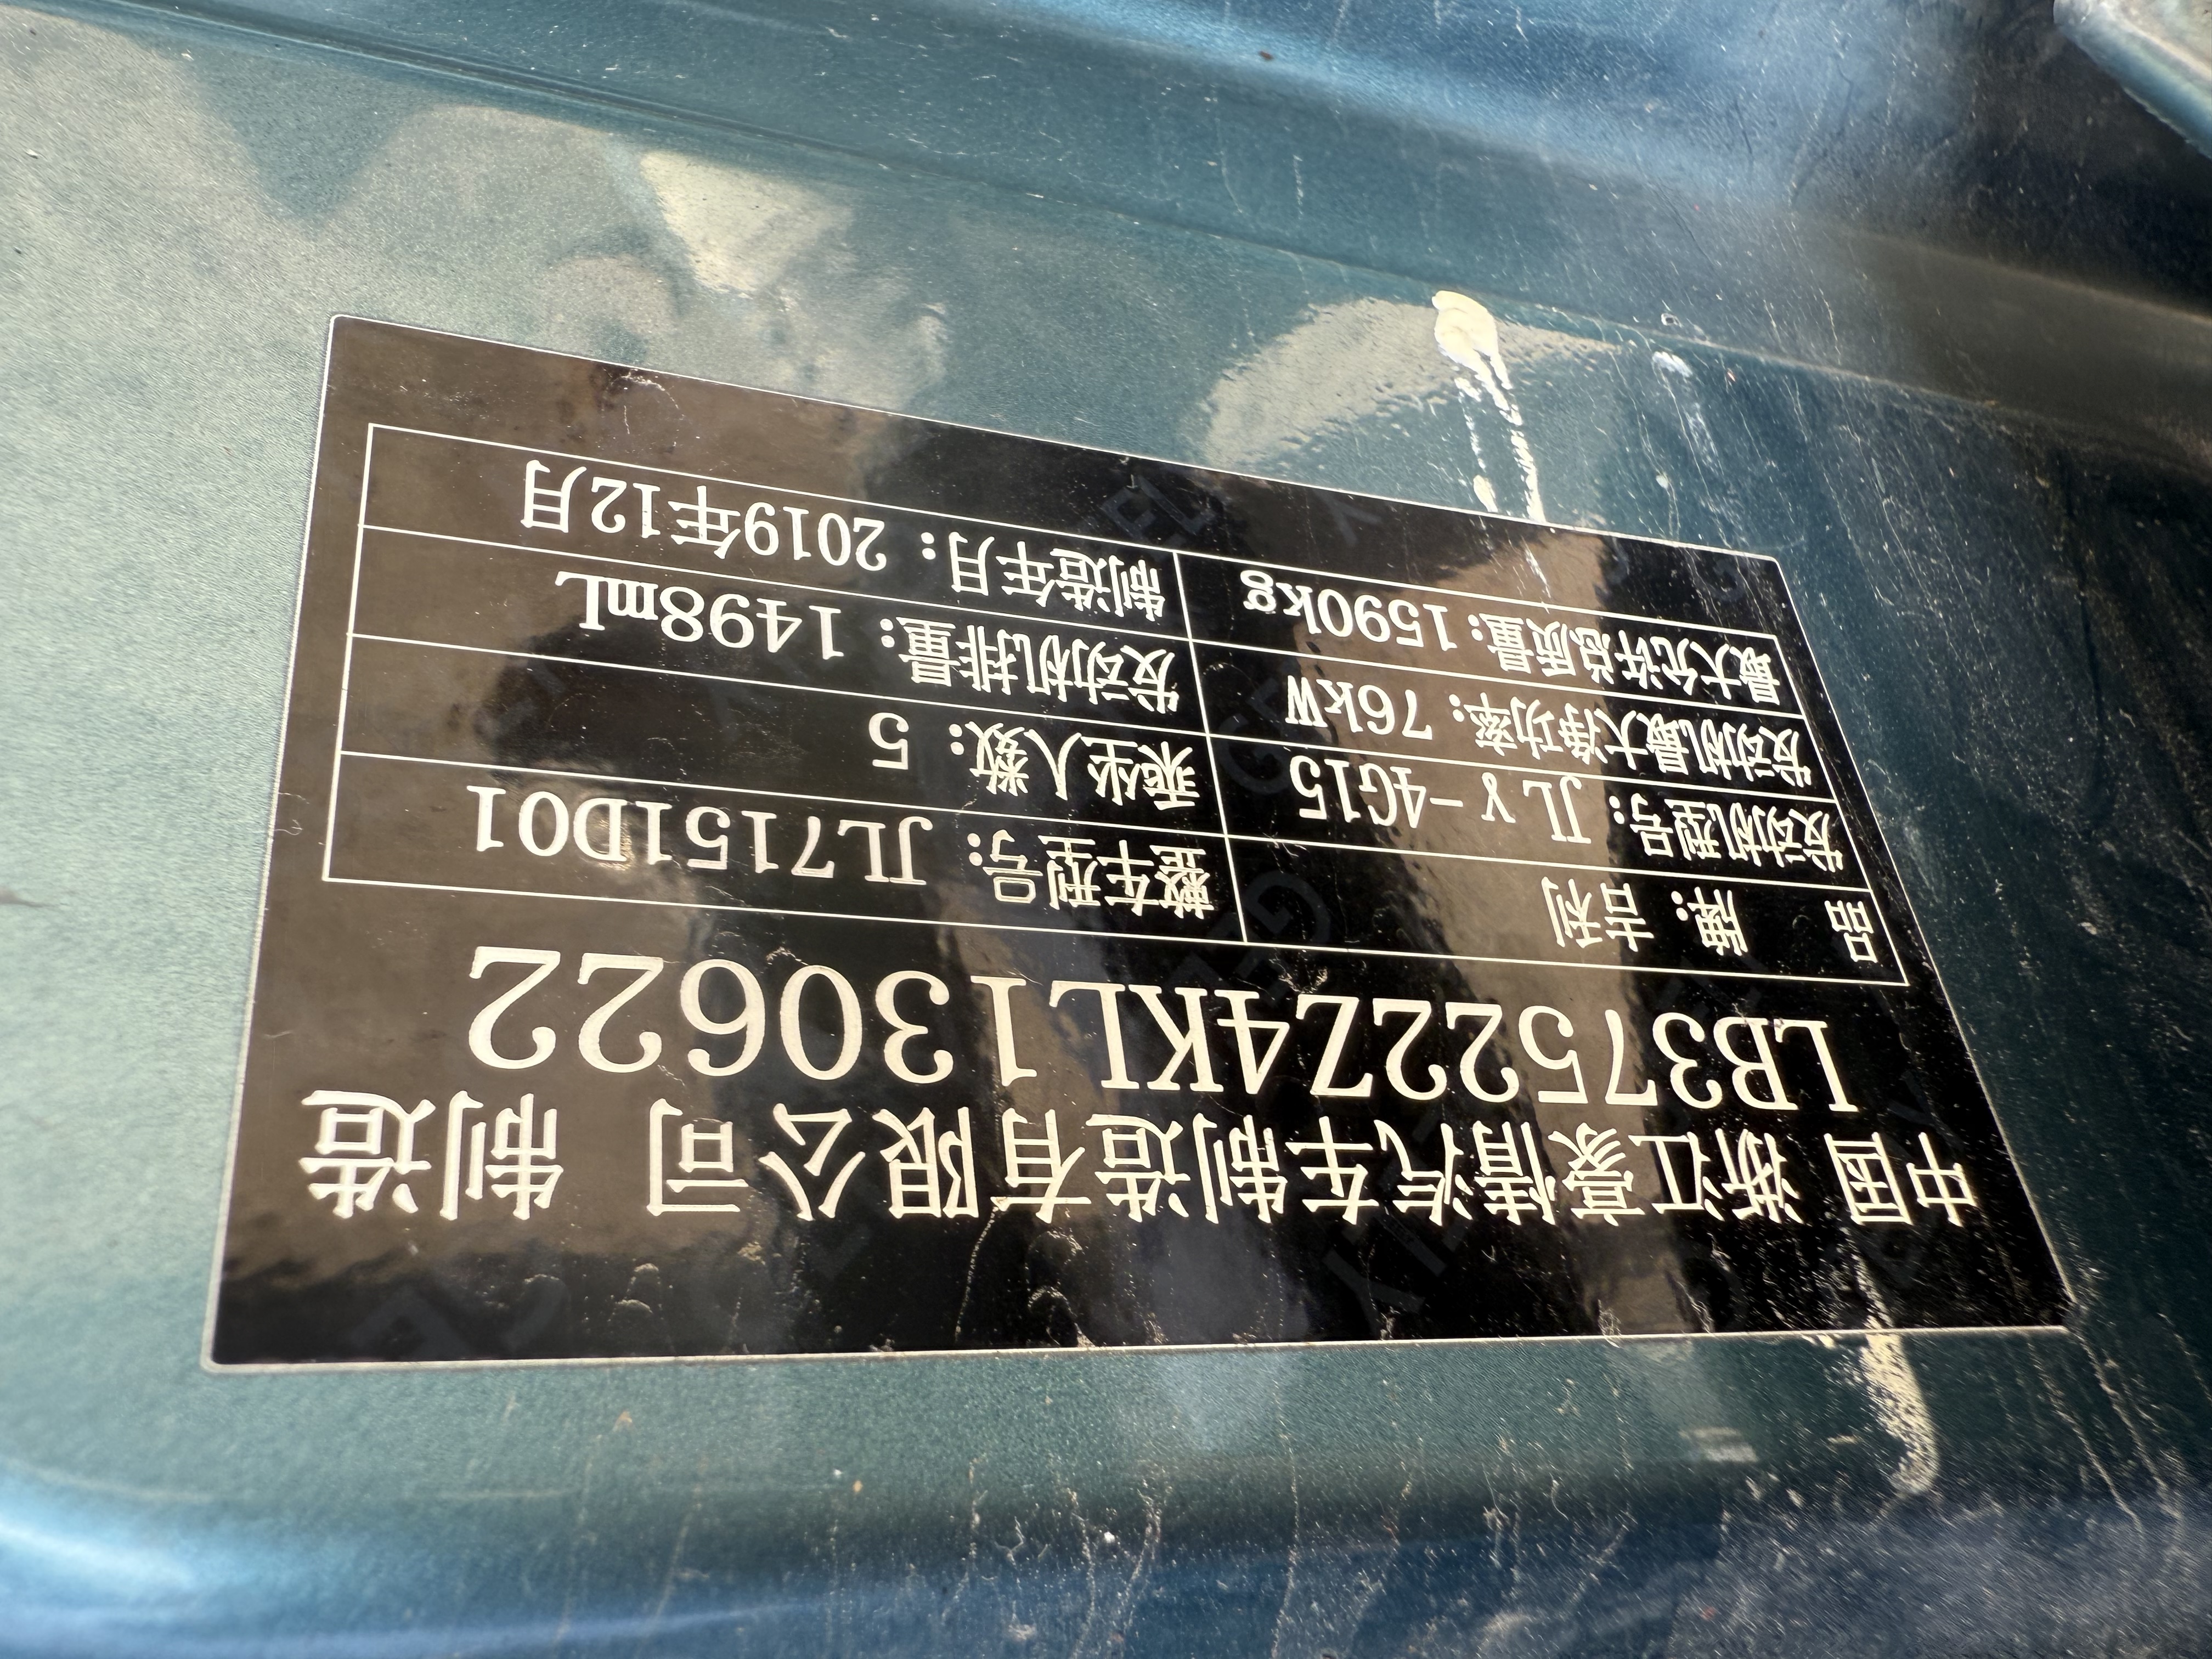 中国 浙江豪情汽车制造有限公司 制造
LB37522Z4KL130622
品 牌: 吉利 整车型号: JL7151D01
发动机型号: JLγ-4G15 乘坐人数: 5
发动机最大净功率: 76kW 发动机排量: 1498mL
最大允许总质量: 1590kg 制造年月: 2019年12月